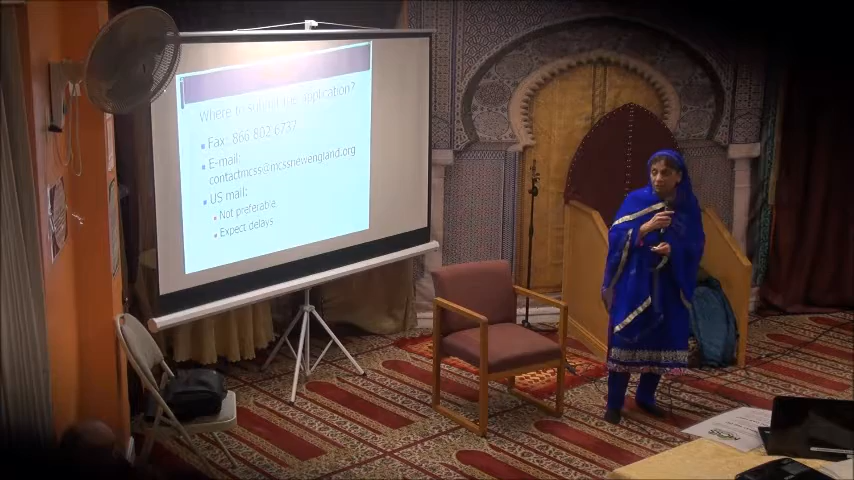 Where to submit the application?
Fax: 866 802 6737
E-mail:
contactmcss@mcssnewengland.org
US mail:
Not preferable.
Expect delays